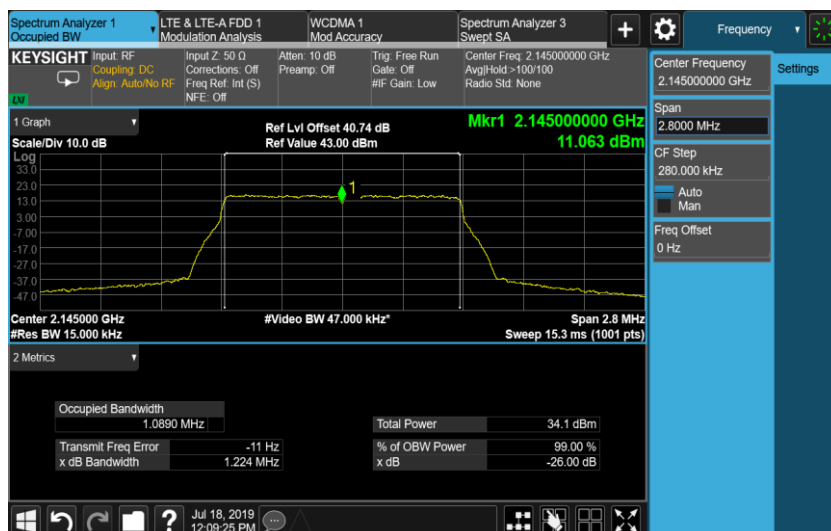 Spectrum Analyzer 1
Occupied BW
LTE & LTE-A FDD 1
Modulation Analysis
WCDMA 1
Mod Accuracy
Spectrum Analyzer 3
Swept SA
+
Frequency
KEYSIGHT
LXI
Input: RF
Coupling: DC
Align: Auto/No RF
Input Z: 50 Ω
Corrections: Off
Freq Ref: Int (S)
NFE: Off
Atten: 10 dB
Preamp: Off
Trig: Free Run
Gate: Off
#IF Gain: Low
Center Freq: 2.145000000 GHz
Avg|Hold:>100/100
Radio Std: None
Center Frequency
2.145000000 GHz
Settings
Span
2.8000 MHz
CF Step
280.000 kHz
Auto
Man
Freq Offset
0 Hz
1 Graph
Scale/Div 10.0 dB
Ref Lvl Offset 40.74 dB
Ref Value 43.00 dBm
Mkr1 2.145000000 GHz
11.063 dBm
Log
33.0
23.0
13.0
3.00
-7.00
-17.0
-27.0
-37.0
-47.0
1
Center 2.145000 GHz
#Res BW 15.000 kHz
#Video BW 47.000 kHz*
Span 2.8 MHz
Sweep 15.3 ms (1001 pts)
2 Metrics
Occupied Bandwidth
1.0890 MHz
Total Power 34.1 dBm
Transmit Freq Error -11 Hz
% of OBW Power 99.00 %
x dB Bandwidth 1.224 MHz
x dB -26.00 dB
?
Jul 18, 2019
12:09:25 PM